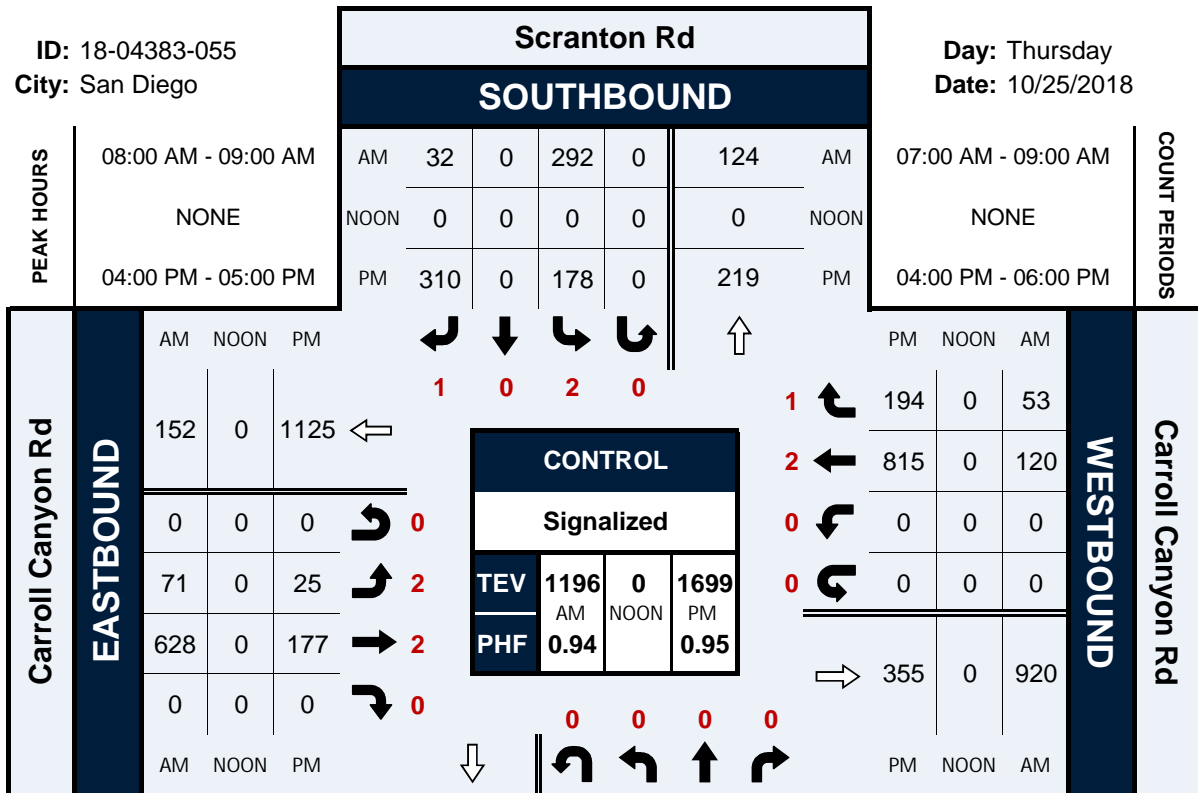 Scranton Rd
ID: 18-04383-055
Day: Thursday
City: San Diego
Date: 10/25/2018
SOUTHBOUND
PEAK HOURS
08:00 AM - 09:00 AM
NONE
04:00 PM - 05:00 PM
AM 32 0 292 0 124 AM
NOON 0 0 0 0 0 NOON
PM 310 0 178 0 219 PM
07:00 AM - 09:00 AM
NONE
04:00 PM - 06:00 PM
COUNT PERIODS
1 0 2 0
Carroll Canyon Rd
EASTBOUND
AM NOON PM
152 0 1125
0 0 0 0
71 0 25 2
628 0 177 2
0 0 0 0
AM NOON PM
CONTROL
Signalized
TEV 1196 0 1699
AM NOON PM
PHF 0.94 0.95
0 0 0 0
PM NOON AM
1 194 0 53
2 815 0 120
0 0 0 0
0 0 0 0
355 0 920
PM NOON AM
WESTBOUND
Carroll Canyon Rd